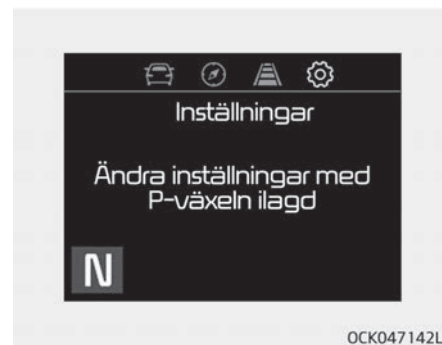 Inställningar
Ändra inställningar med
P-växeln ilagd
N
OCK047142L